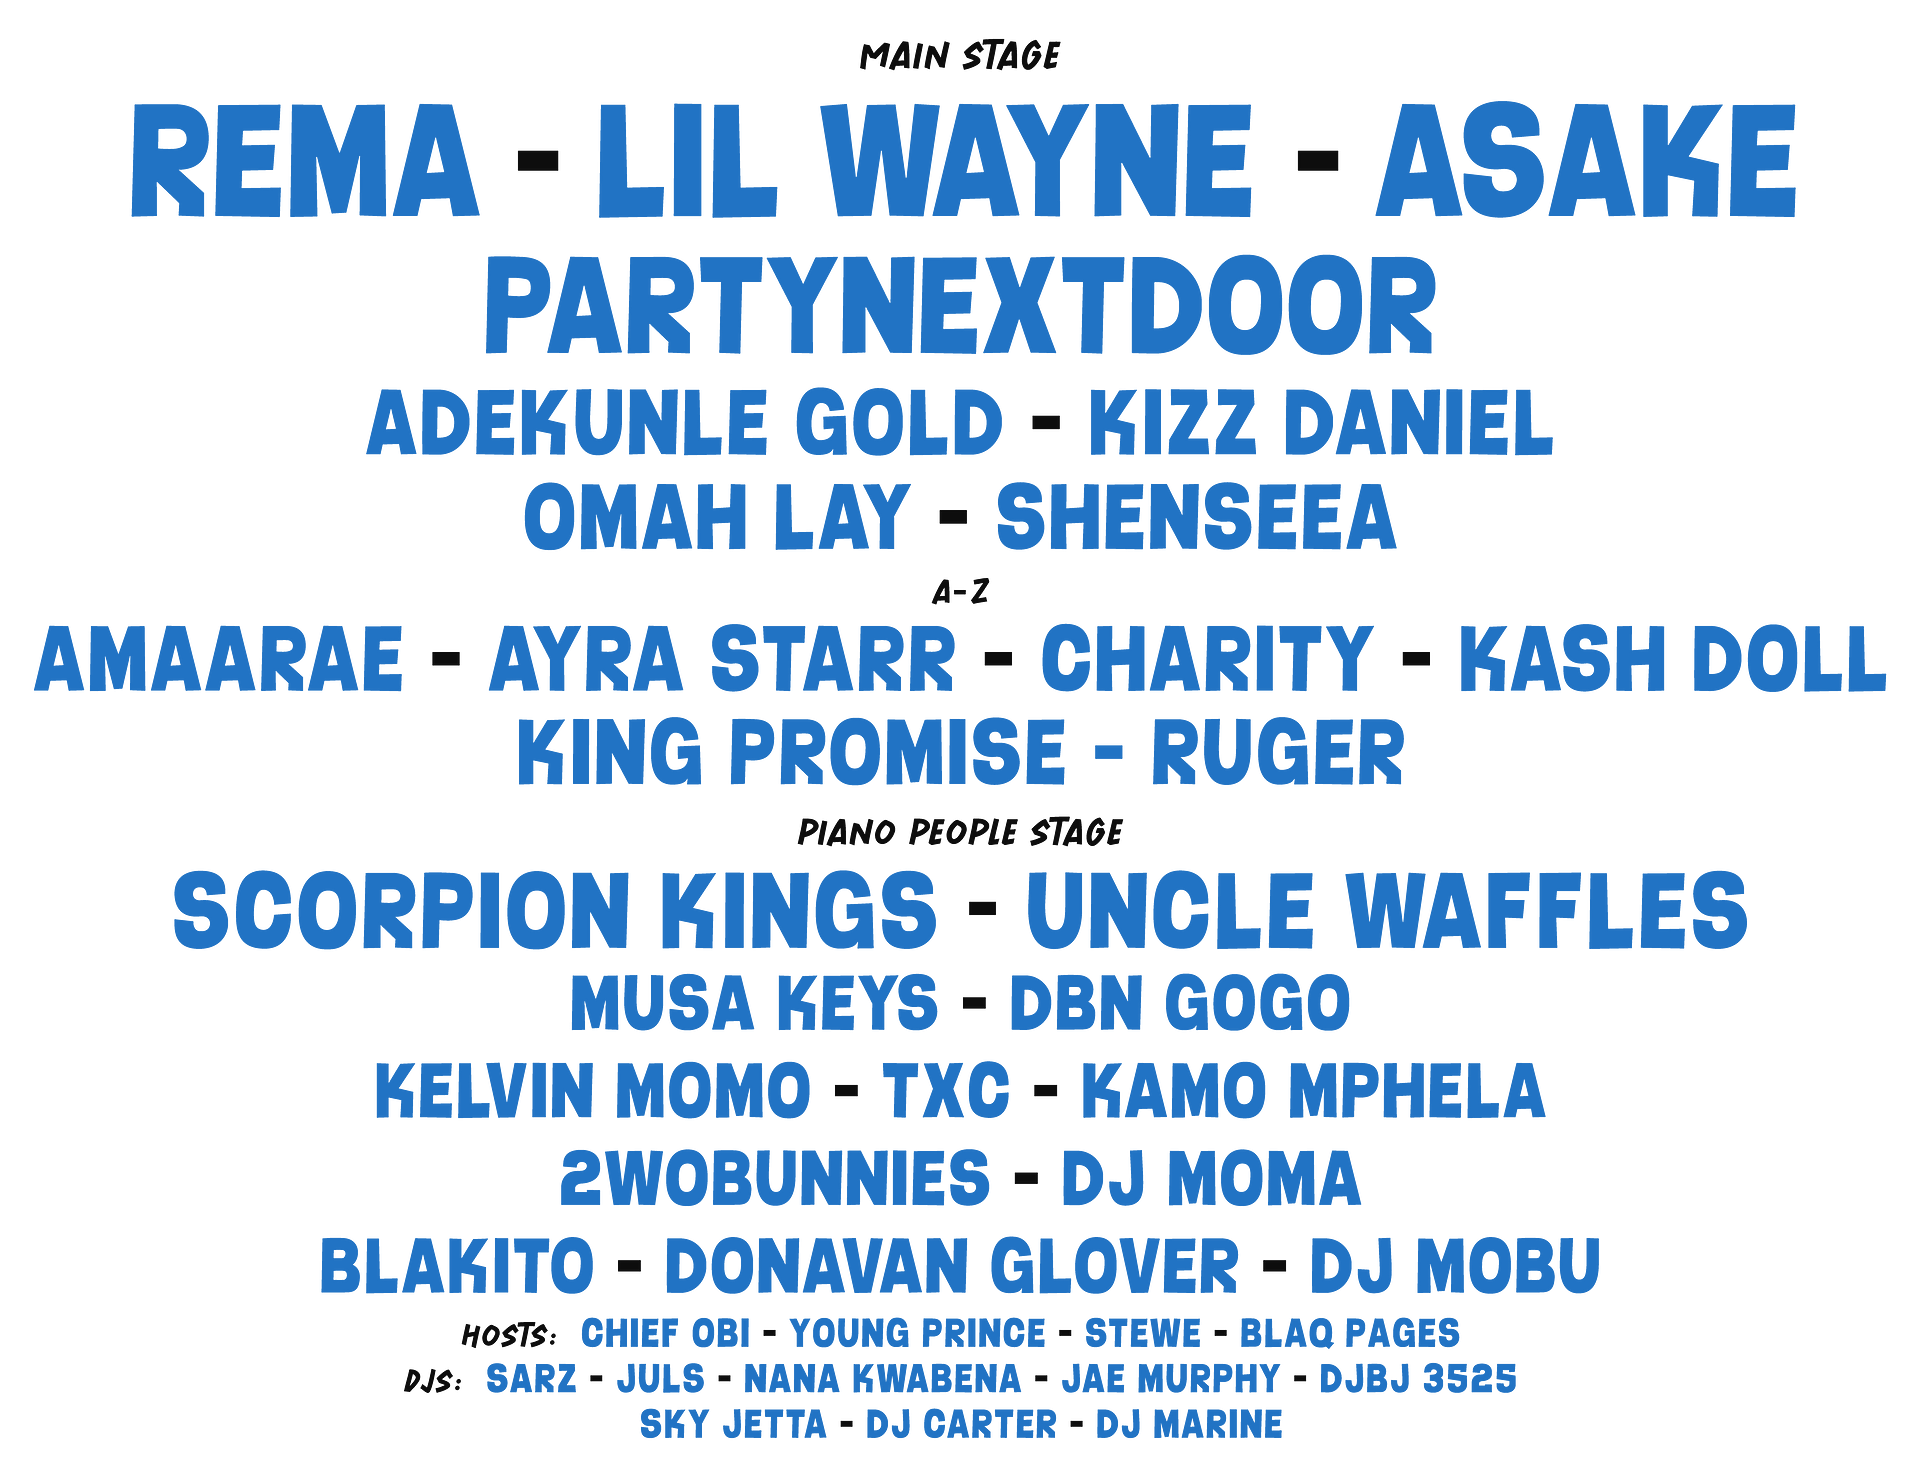 MAIN STAGE
REMA - LIL WAYNE - ASAKE
PARTYNEXTDOOR
ADEKUNLE GOLD - KIZZ DANIEL
OMAH LAY - SHENSEEA
A-Z
AMAARAE - AYRA STARR - CHARITY - KASH DOLL
KING PROMISE - RUGER
PIANO PEOPLE STAGE
SCORPION KINGS - UNCLE WAFFLES
MUSA KEYS - DBN GOGO
KELVIN MOMO - TXC - KAMO MPHELA
2WOBUNNIES - DJ MOMA
BLAKITO - DONAVAN GLOVER - DJ MOBU
HOSTS: CHIEF OBI - YOUNG PRINCE - STEWE - BLAQ PAGES
DJS: SARZ - JULS - NANA KWABENA - JAE MURPHY - DJBJ 3525
SKY JETTA - DJ CARTER - DJ MARINE